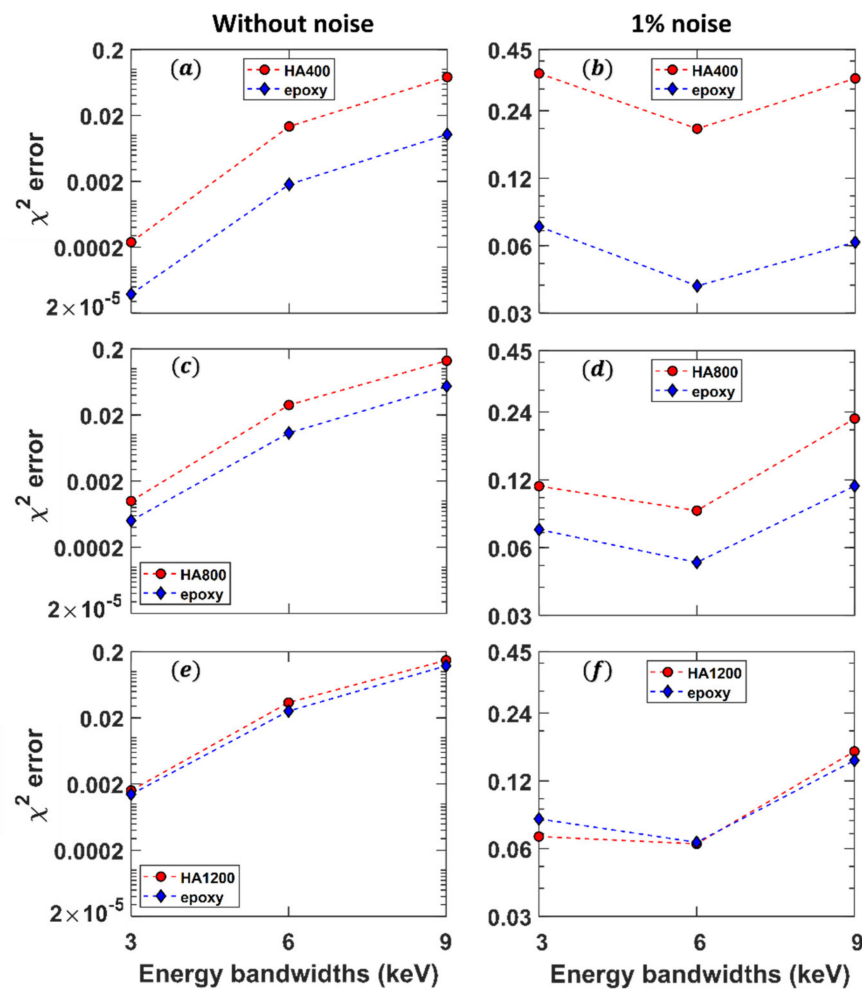 Without noise
1% noise
(a)
HA400
epoxy
0.2
0.02
0.002
0.0002
2×10⁻⁵
χ² error
(b)
HA400
epoxy
0.45
0.24
0.12
0.06
0.03
(c)
HA800
epoxy
0.2
0.02
0.002
0.0002
2×10⁻⁵
χ² error
(d)
HA800
epoxy
0.45
0.24
0.12
0.06
0.03
(e)
HA1200
epoxy
0.2
0.02
0.002
0.0002
2×10⁻⁵
χ² error
3 6 9
Energy bandwidths (keV)
(f)
HA1200
epoxy
0.45
0.24
0.12
0.06
0.03
3 6 9
Energy bandwidths (keV)